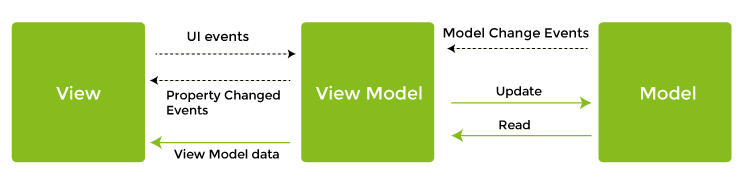 UI events
Model Change Events
View
Property Changed
Events
View Model
Update
Model
Read
View Model data